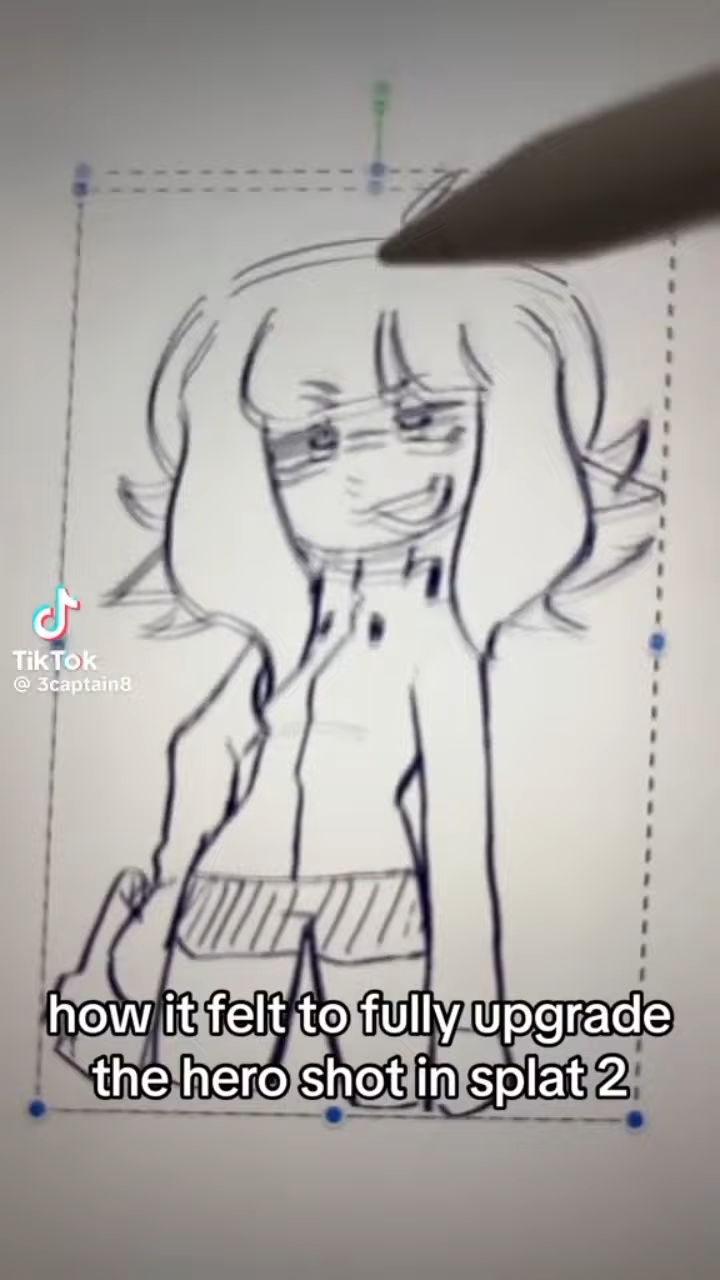 TikTok
@ 3captain8
how it felt to fully upgrade
the hero shot in splat 2